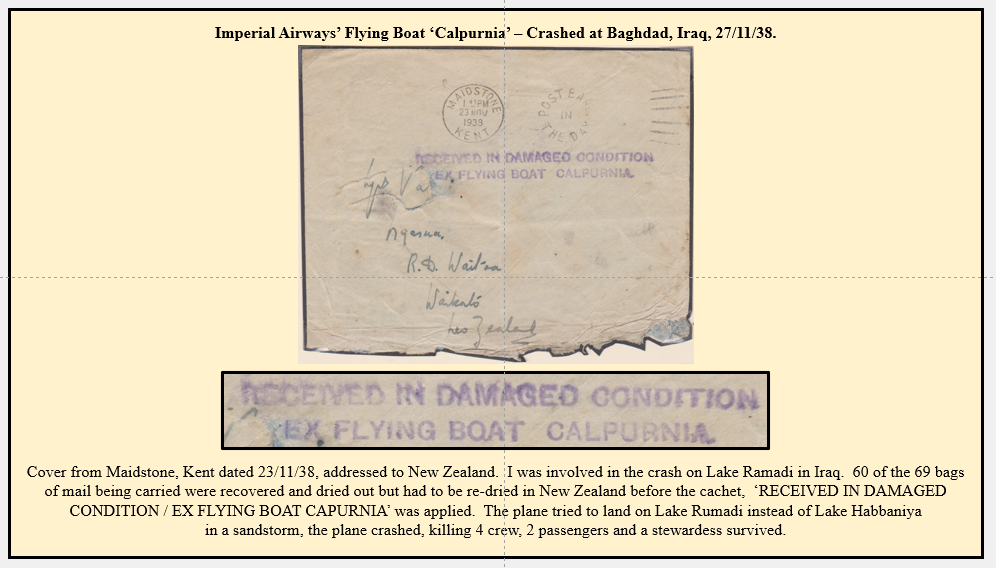 Imperial Airways’ Flying Boat ‘Calpurnia’ – Crashed at Baghdad, Iraq, 27/11/38.
MAIDSTONE
PM
23 NOV
1938
KENT
POST EA
IN
THE DA
RECEIVED IN DAMAGED CONDITION
EX FLYING BOAT CALPURNIA.
R.D.
Waikato
New Zealand
RECEIVED IN DAMAGED CONDITION
EX FLYING BOAT CALPURNIA.
Cover from Maidstone, Kent dated 23/11/38, addressed to New Zealand. I was involved in the crash on Lake Ramadi in Iraq. 60 of the 69 bags
of mail being carried were recovered and dried out but had to be re-dried in New Zealand before the cachet, ‘RECEIVED IN DAMAGED
CONDITION / EX FLYING BOAT CAPURNIA’ was applied. The plane tried to land on Lake Rumadi instead of Lake Habbaniya
in a sandstorm, the plane crashed, killing 4 crew, 2 passengers and a stewardess survived.